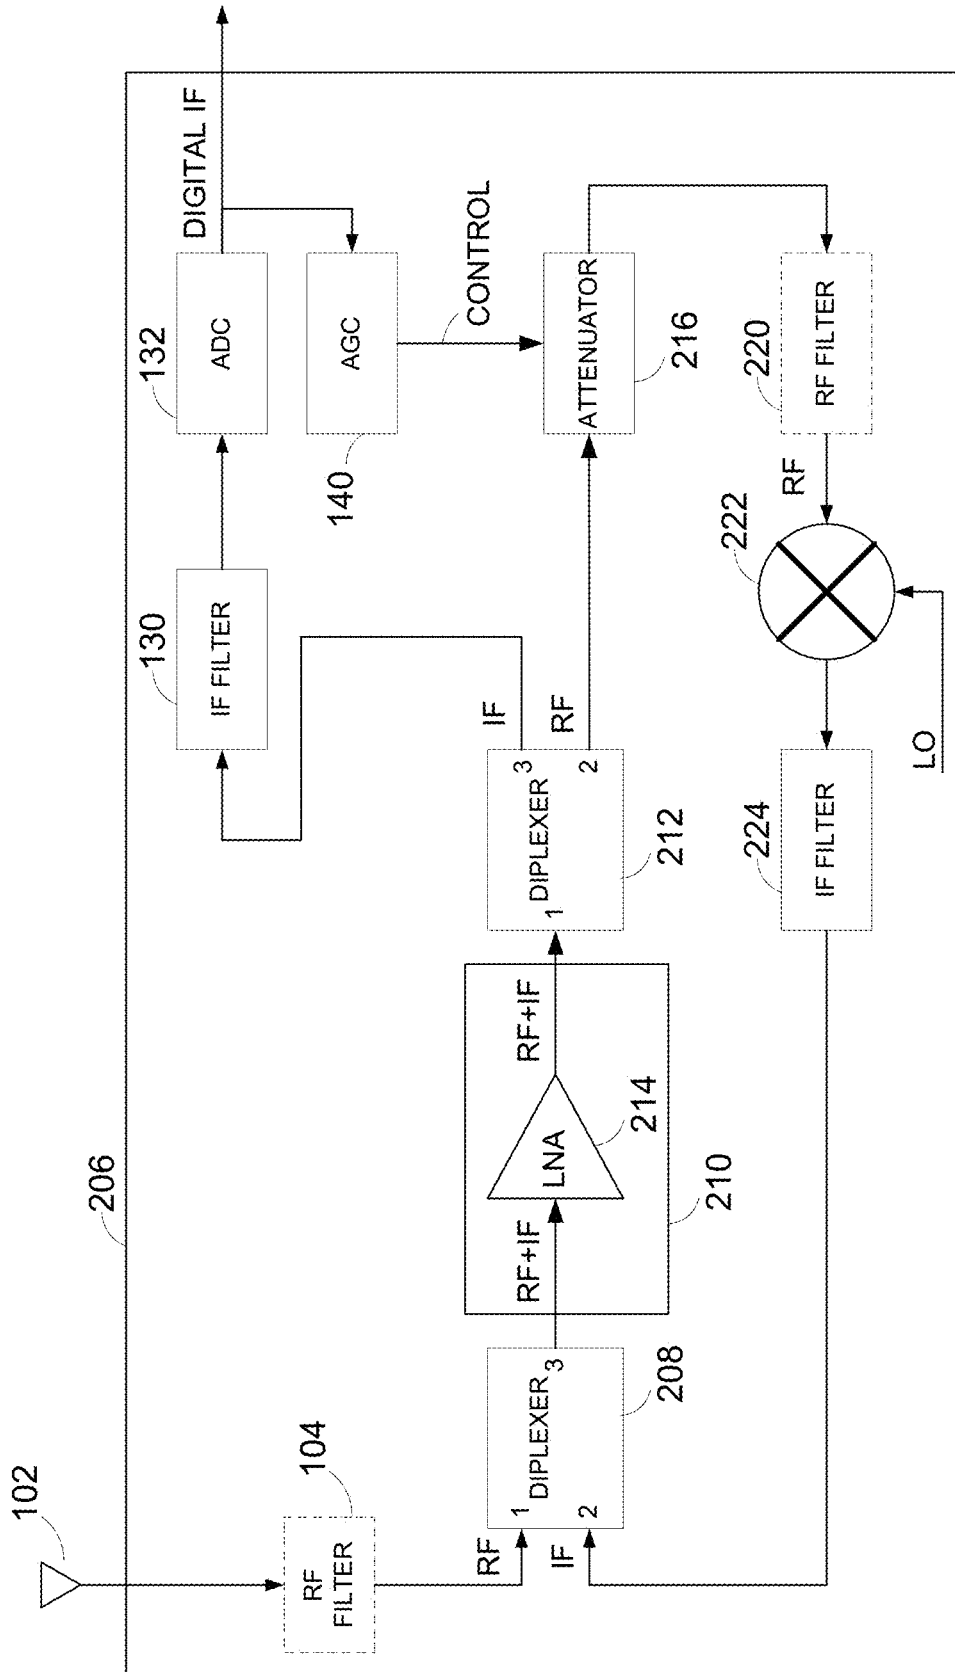 102
206
104
RF
FILTER
RF
IF
1
2
DIPLEXER
3
208
RF+IF
LNA
214
RF+IF
210
1
DIPLEXER
3
2
212
IF
RF
130
IF FILTER
132
ADC
DIGITAL IF
AGC
140
CONTROL
ATTENUATOR
216
220
RF FILTER
RF
222
LO
224
IF FILTER